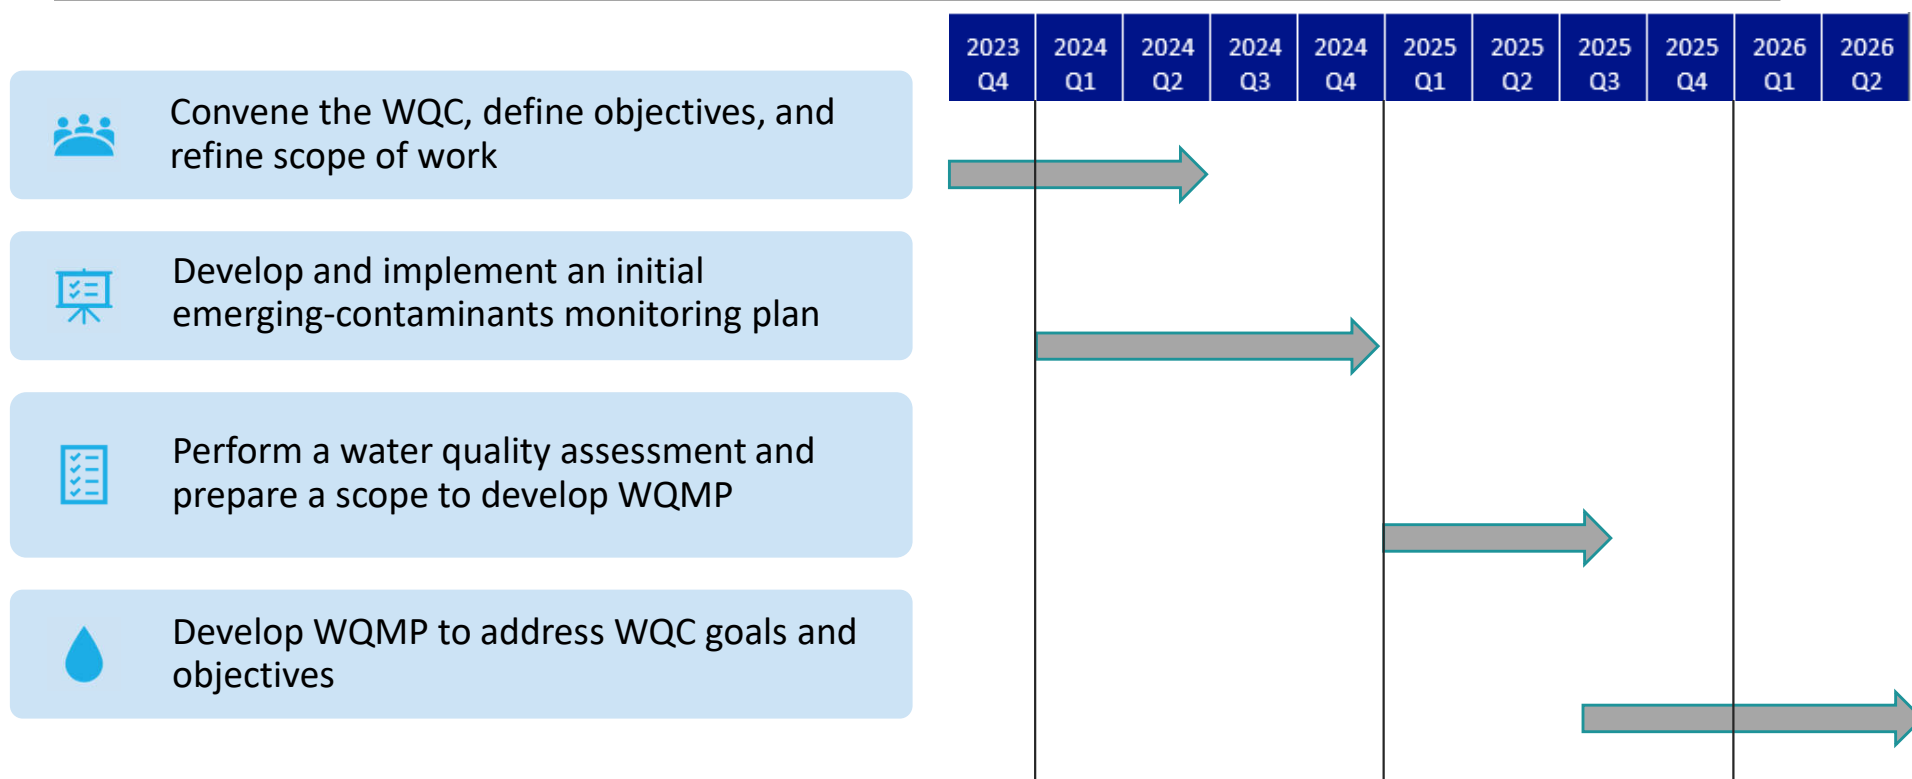 2023 2024 2024 2024 2024 2025 2025 2025 2025 2026 2026
Q4 Q1 Q2 Q3 Q4 Q1 Q2 Q3 Q4 Q1 Q2
Convene the WQC, define objectives, and
refine scope of work
Develop and implement an initial
emerging-contaminants monitoring plan
Perform a water quality assessment and
prepare a scope to develop WQMP
Develop WQMP to address WQC goals and
objectives